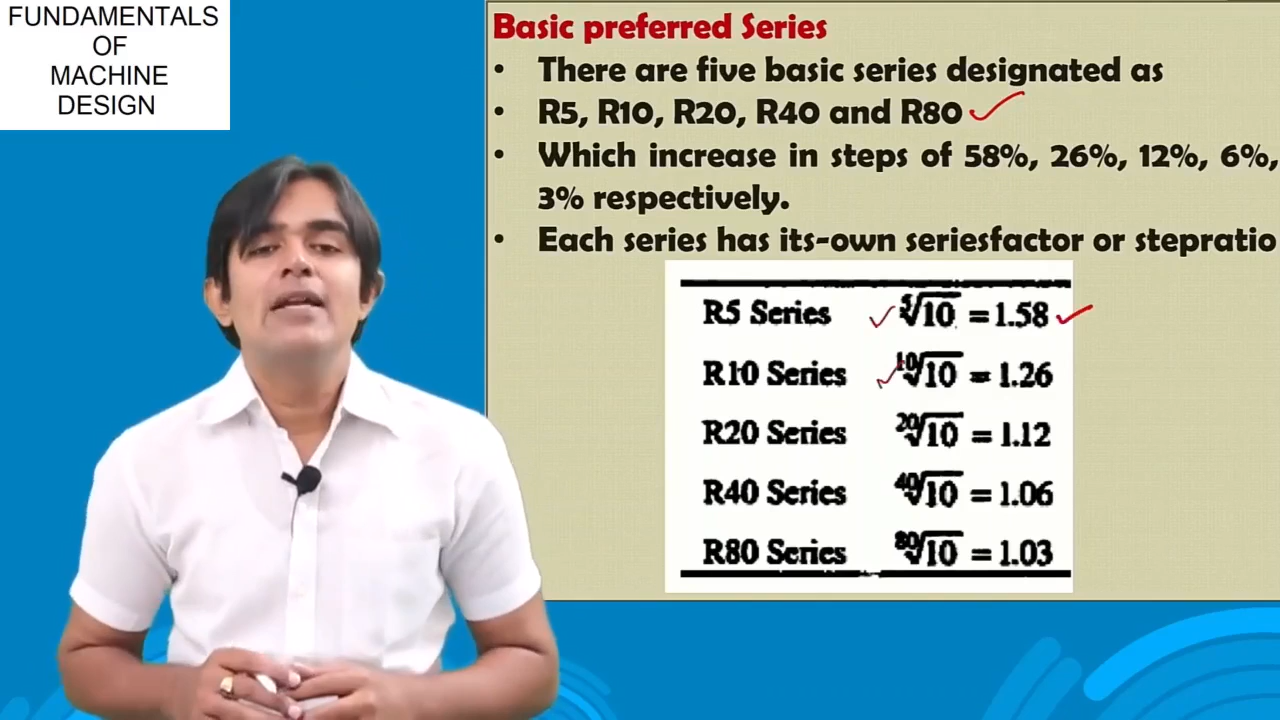 FUNDAMENTALS
OF
MACHINE
DESIGN
Basic preferred Series
• There are five basic series designated as
• R5, R10, R20, R40 and R80
• Which increase in steps of 58%, 26%, 12%, 6%,
3% respectively.
• Each series has its-own seriesfactor or stepratio
R5 Series ⁵√10 = 1.58
R10 Series ¹⁰√10 = 1.26
R20 Series ²⁰√10 = 1.12
R40 Series ⁴⁰√10 = 1.06
R80 Series ⁸⁰√10 = 1.03